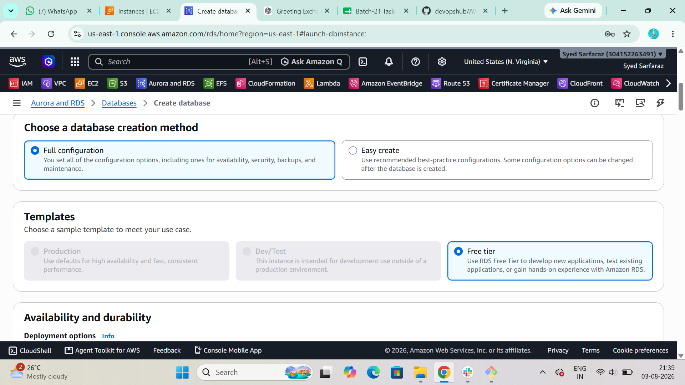 (7) WhatsApp
Instances | EC
Create databa
Greeting Excha
Batch-21 Task
devopshub/A
Ask Gemini
us-east-1.console.aws.amazon.com/rds/home?region=us-east-1#launch-dbinstance:
aws
Search
[Alt+S]
Ask Amazon Q
United States (N. Virginia) ▼
Syed Sarfaraz (304152263491) ▼
Syed Sarfaraz
IAM
VPC
EC2
S3
Aurora and RDS
EFS
CloudFormation
Lambda
Amazon EventBridge
Route 53
Certificate Manager
CloudFront
CloudWatch
Aurora and RDS > Databases > Create database
Choose a database creation method
Full configuration
You set all of the configuration options, including ones for availability, security, backups, and
maintenance.
Easy create
Use recommended best-practice configurations. Some configuration options can be changed
after the database is created.
Templates
Choose a sample template to meet your use case.
Production
Use defaults for high availability and fast, consistent
performance.
Dev/Test
This instance is intended for development use outside of a
production environment.
Free tier
Use RDS Free Tier to develop new applications, test existing
applications, or gain hands-on experience with Amazon RDS.
Availability and durability
Deployment options Info
CloudShell
Agent Toolkit for AWS
Feedback
Console Mobile App
© 2026, Amazon Web Services, Inc. or its affiliates.
Privacy
Terms
Cookie preferences
2
26°C
Mostly cloudy
Search
ENG
IN
21:35
03-08-2026